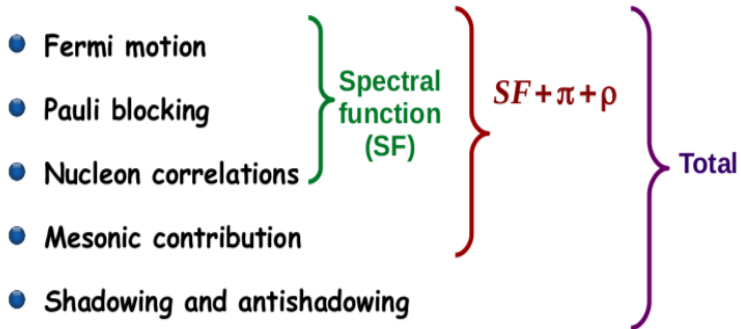 Fermi motion
Pauli blocking
Nucleon correlations
Mesonic contribution
Shadowing and antishadowing
Spectral
function
(SF)
SF+π+ρ
Total